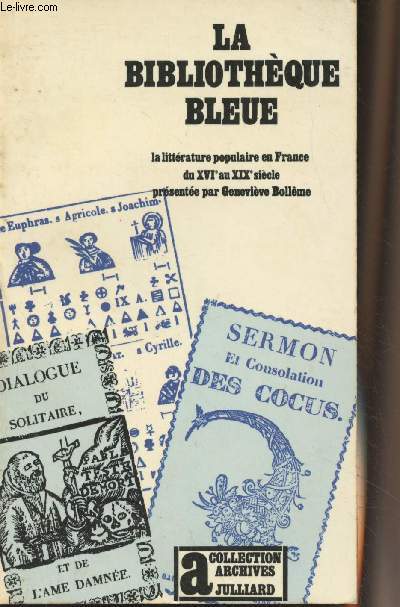 © Le-Livre.com
LA
BIBLIOTHÈQUE
BLEUE
la littérature populaire en France
du XVIᵉ au XIXᵉ siècle
présentée par Geneviève Bollême
e Euphras. s Agricole. s Joachim.
s Cyrille.
SERMON
Et Consolation
DES COCUS.
DIALOGUE
DU
SOLITAIRE,
ET DE
L'AME DAMNÉE.
a
COLLECTION
ARCHIVES
JULLIARD